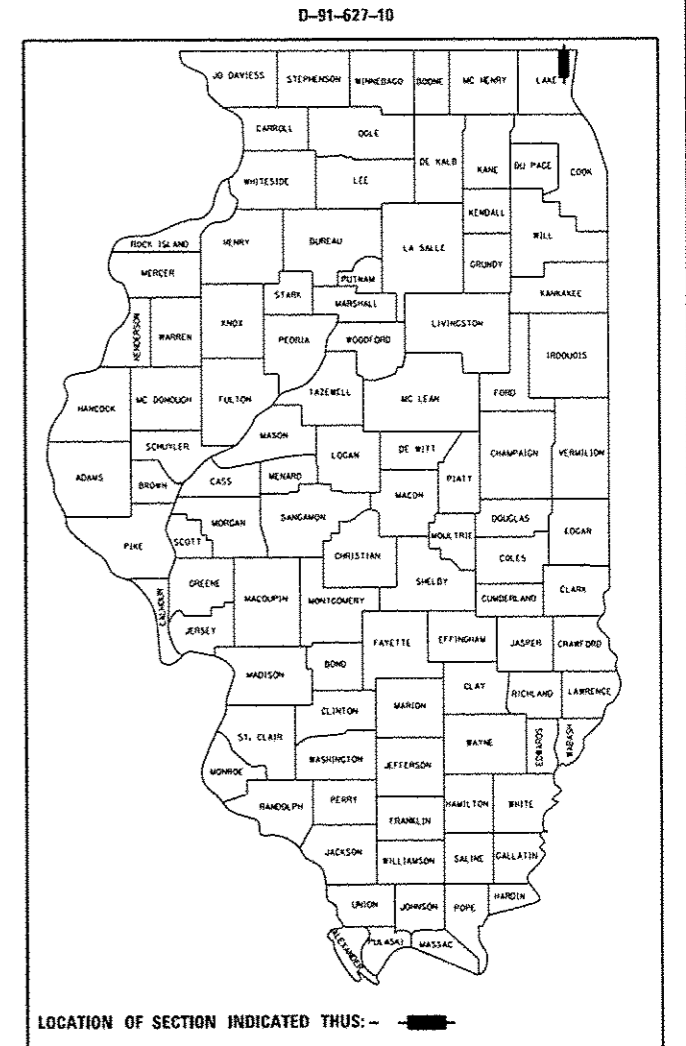 D-91-627-10
JO DAVIESS STEPHENSON WINNEBAGO BOONE MC HENRY LAKE
CARROLL OGLE DE KALB KANE DU PAGE COOK
WHITESIDE LEE
KENDALL WILL
ROCK ISLAND HENRY BUREAU LA SALLE GRUNDY
MERCER PUTNAM KANKAKEE
STARK MARSHALL
HENDERSON WARREN KNOX PEORIA WOODFORD LIVINGSTON IROQUOIS
HANCOCK MC DONOUGH FULTON TAZEWELL MC LEAN FORD
MASON
SCHUYLER LOGAN DE WITT CHAMPAIGN VERMILION
ADAMS BROWN CASS MENARD PIATT
MACON
MORGAN SANGAMON DOUGLAS EDGAR
PIKE SCOTT CHRISTIAN MOULTRIE COLES
GREENE SHELBY
CALHOUN MACOUPIN MONTGOMERY CUMBERLAND CLARK
JERSEY FAYETTE EFFINGHAM JASPER CRAWFORD
MADISON BOND
CLAY RICHLAND LAWRENCE
CLINTON MARION
ST. CLAIR WAYNE EDWARDS WABASH
MONROE WASHINGTON JEFFERSON
RANDOLPH PERRY HAMILTON WHITE
FRANKLIN
JACKSON WILLIAMSON SALINE GALLATIN
UNION JOHNSON POPE HARDIN
ALEXANDER PULASKI MASSAC
LOCATION OF SECTION INDICATED THUS:-